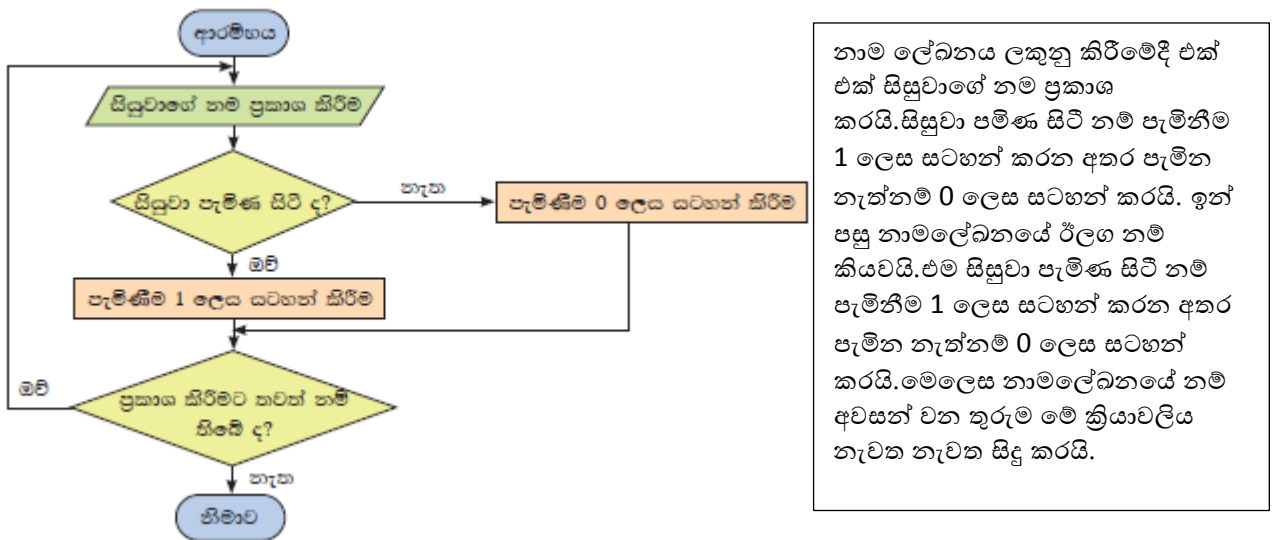 ආරම්භය
සිසුවාගේ නම ප්‍රකාශ කිරීම
සිසුවා පැමිණ සිටී ද?
නැත
පැමිණීම 0 ලෙස සටහන් කිරීම
ඔව්
පැමිණීම 1 ලෙස සටහන් කිරීම
ඔව්
ප්‍රකාශ කිරීමට තවත් නම්
තිබේ ද?
නැත
නිමාව
නාම ලේඛනය ලකුනු කිරීමේදී එක්
එක් සිසුවාගේ නම ප්‍රකාශ
කරයි.සිසුවා පමිණ සිටී නම් පැමිනීම
1 ලෙස සටහන් කරන අතර පැමින
නැත්නම් 0 ලෙස සටහන් කරයි. ඉන්
පසු නාමලේඛනයේ ඊලග නම්
කියවයි.එම සිසුවා පැමිණ සිටී නම්
පැමිනීම 1 ලෙස සටහන් කරන අතර
පැමින නැත්නම් 0 ලෙස සටහන්
කරයි.මෙලෙස නාමලේඛනයේ නම්
අවසන් වන තුරුම මේ ක්‍රියාවලිය
නැවත නැවත සිදු කරයි.